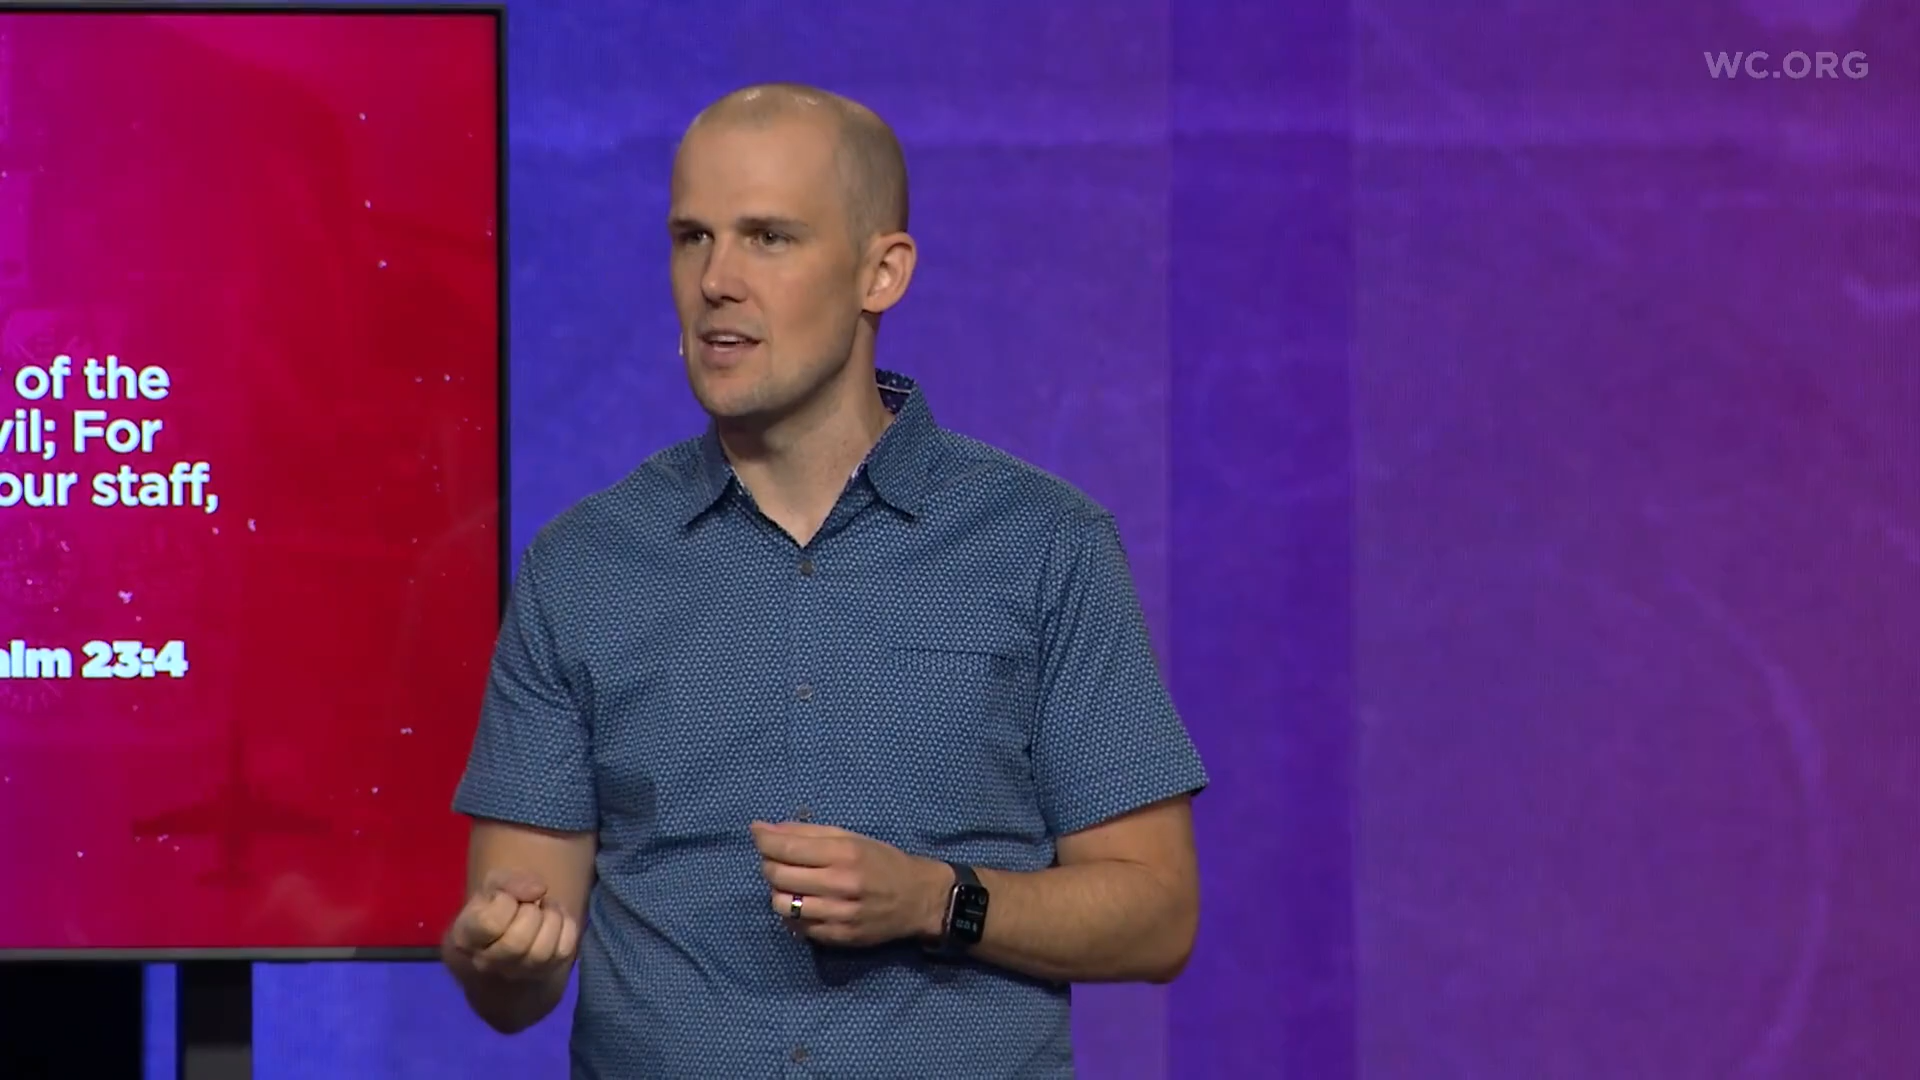 WC.ORG
of the
vil; For
our staff,
alm 23:4